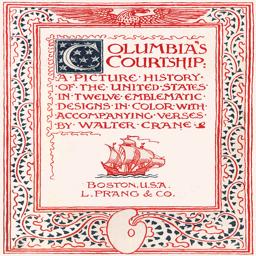 COLUMBIA'S
COURTSHIP:
A PICTURE HISTORY
OF THE UNITED STATES
IN TWELVE EMBLEMATIC
DESIGNS IN COLOR WITH
ACCOMPANYING VERSES
BY WALTER CRANE
BOSTON. U.S.A.
L. PRANG & CO.